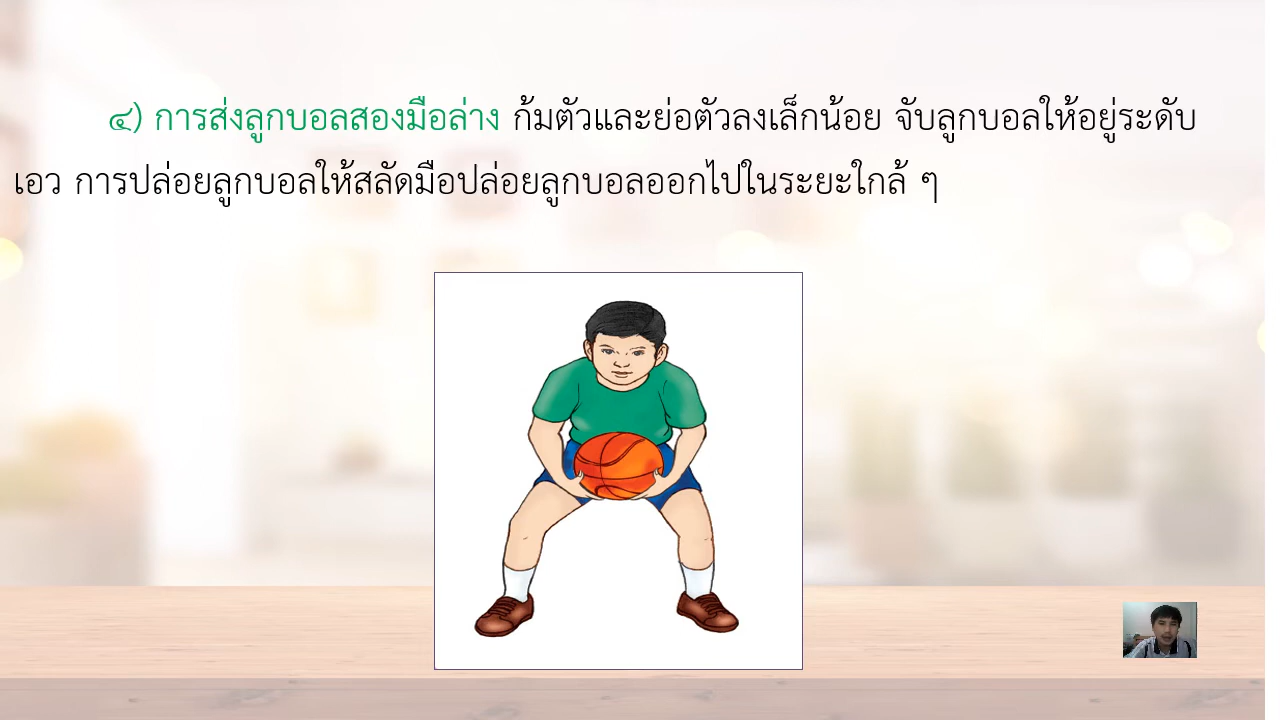 ๔) การส่งลูกบอลสองมือล่าง ก้มตัวและย่อตัวลงเล็กน้อย จับลูกบอลให้อยู่ระดับ
เอว การปล่อยลูกบอลให้สลัดมือปล่อยลูกบอลออกไปในระยะใกล้ ๆ